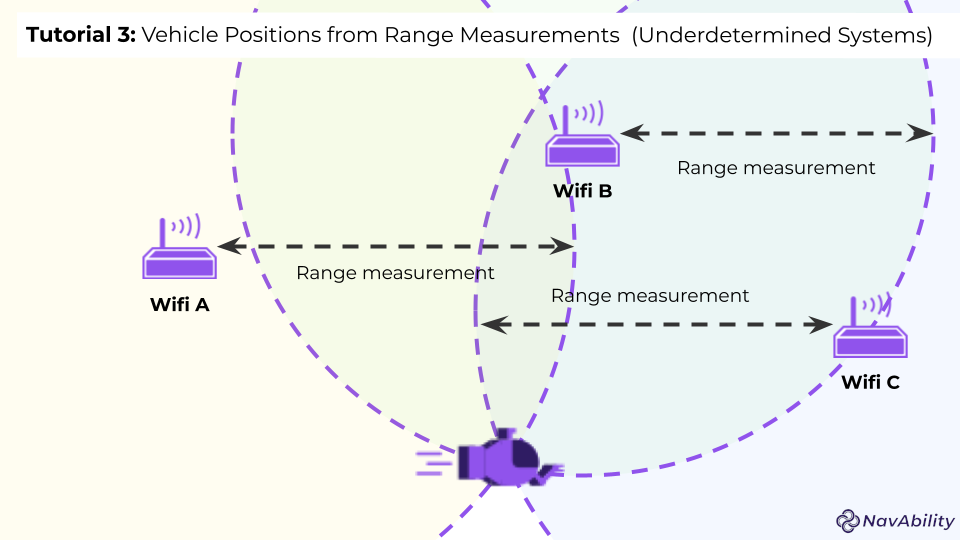 Tutorial 3: Vehicle Positions from Range Measurements (Underdetermined Systems)
Range measurement
Wifi B
Range measurement
Wifi A
Range measurement
Wifi C
NavAbility